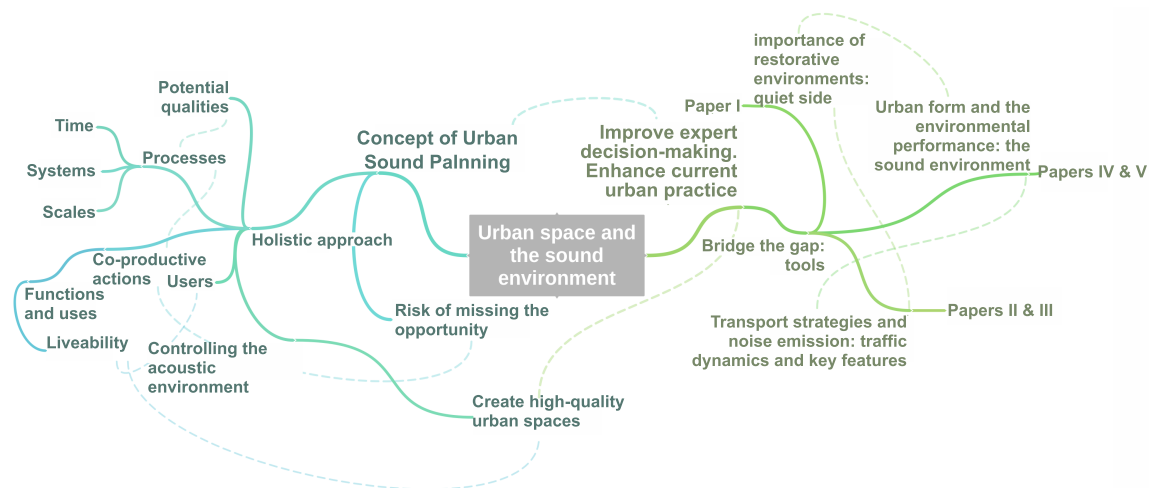 importance of
restorative
environments:
quiet side
Potential
qualities
Paper I
Urban form and the
environmental
performance: the
sound environment
Time
Processes
Concept of Urban
Sound Palnning
Improve expert
decision-making.
Enhance current
urban practice
Systems
Papers IV & V
Scales
Urban space and
the sound
environment
Holistic approach
Bridge the gap:
tools
Co-productive
actions
Users
Functions
and uses
Risk of missing the
opportunity
Papers II & III
Transport strategies and
noise emission: traffic
dynamics and key features
Liveability
Controlling the
acoustic
environment
Create high-quality
urban spaces